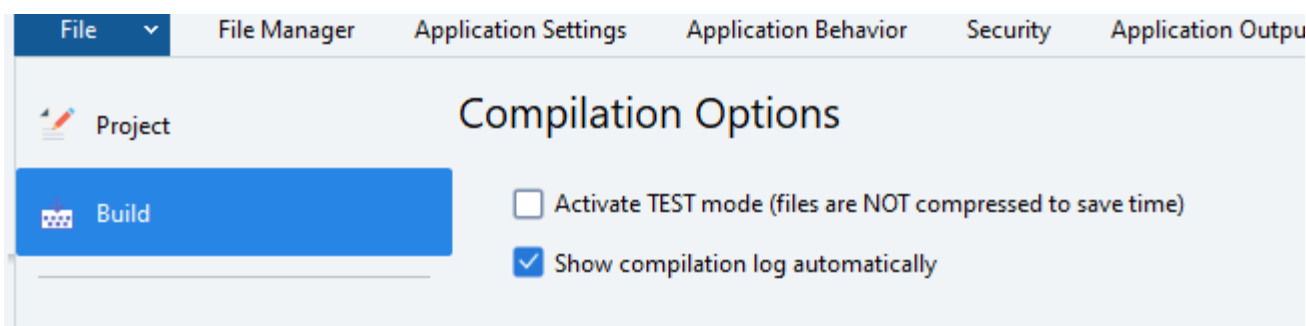 File File Manager Application Settings Application Behavior Security Application Outpu
Project
Compilation Options
Build
Activate TEST mode (files are NOT compressed to save time)
Show compilation log automatically